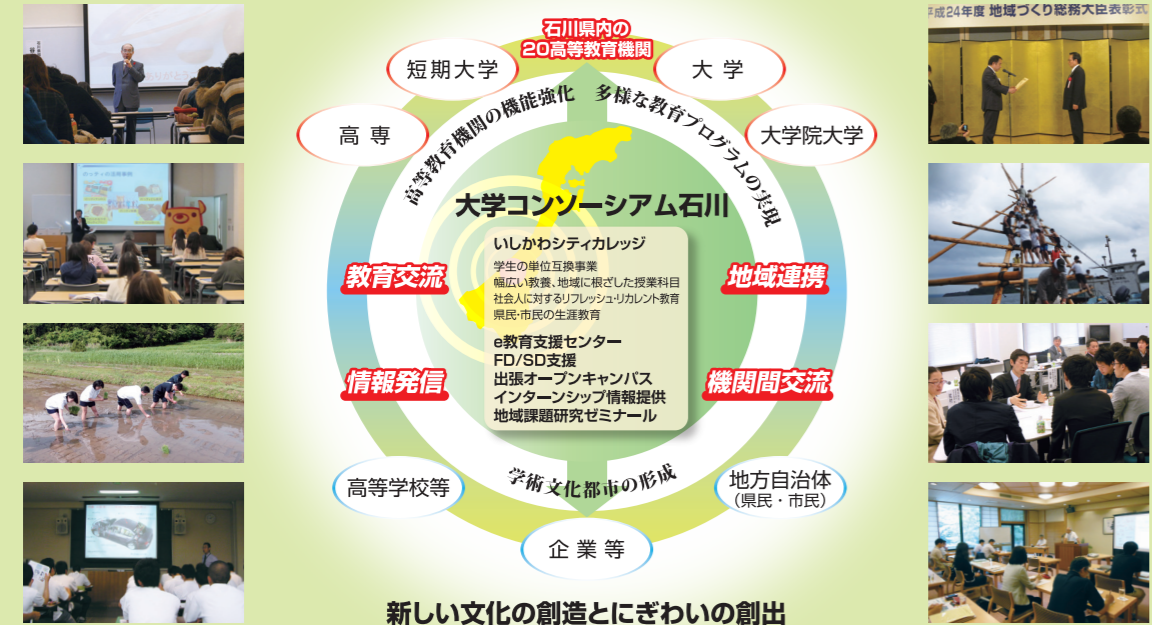 平成24年度 地域づくり総務大臣表彰式
石川県内の
20高等教育機関
短期大学
大学
高専
大学院大学
高等教育機関の機能強化
多様な教育プログラムの実現
大学コンソーシアム石川
いしかわシティカレッジ
学生の単位互換事業
幅広い教養、地域に根ざした授業科目
社会人に対するリフレッシュ・リカレント教育
県民・市民の生涯教育
e教育支援センター
FD/SD支援
出張オープンキャンパス
インターンシップ情報提供
地域課題研究ゼミナール
教育交流
地域連携
情報発信
機関間交流
学術文化都市の形成
高等学校等
地方自治体
（県民・市民）
企業等
新しい文化の創造とにぎわいの創出